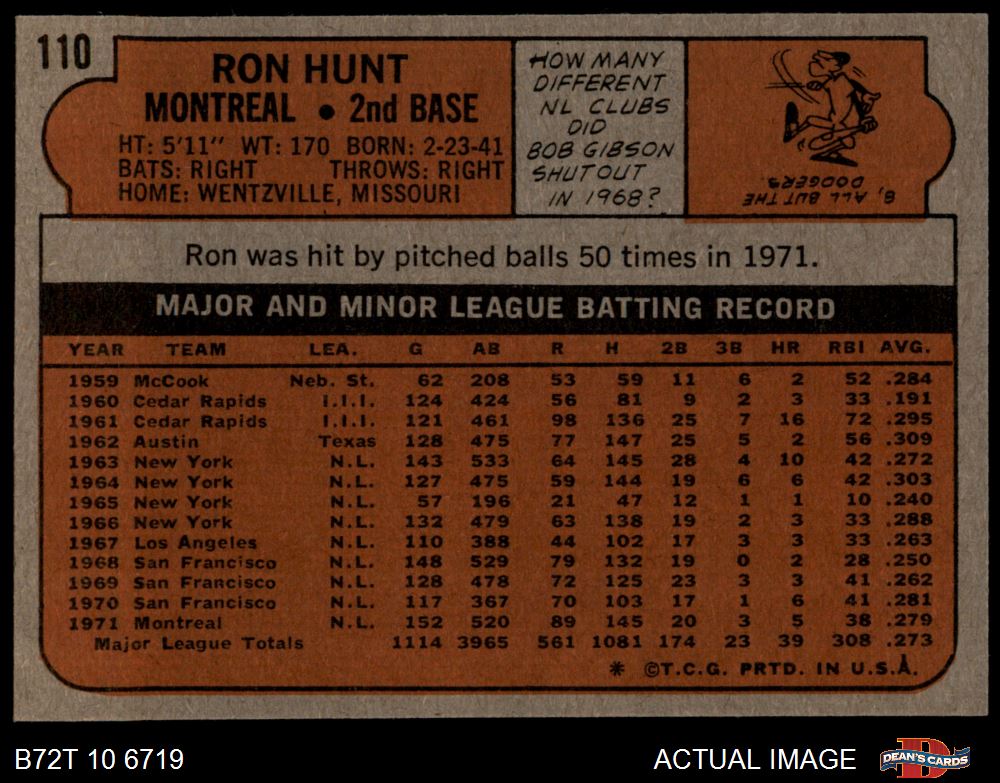 110
RON HUNT
MONTREAL • 2nd BASE
HT: 5'11" WT: 170 BORN: 2-23-41
BATS: RIGHT THROWS: RIGHT
HOME: WENTZVILLE, MISSOURI
HOW MANY
DIFFERENT
NL CLUBS
DID
BOB GIBSON
SHUT OUT
IN 1968?
8, ALL BUT THE
DODGERS
Ron was hit by pitched balls 50 times in 1971.
MAJOR AND MINOR LEAGUE BATTING RECORD
YEAR TEAM LEA. G AB R H 2B 3B HR RBI AVG.
1959 McCook Neb. St. 62 208 53 59 11 6 2 52 .284
1960 Cedar Rapids I.I.I. 124 424 56 81 9 2 3 33 .191
1961 Cedar Rapids I.I.I. 121 461 98 136 25 7 16 72 .295
1962 Austin Texas 128 475 77 147 25 5 2 56 .309
1963 New York N.L. 143 533 64 145 28 4 10 42 .272
1964 New York N.L. 127 475 59 144 19 6 6 42 .303
1965 New York N.L. 57 196 21 47 12 1 1 10 .240
1966 New York N.L. 132 479 63 138 19 2 3 33 .288
1967 Los Angeles N.L. 110 388 44 102 17 3 3 33 .263
1968 San Francisco N.L. 148 529 79 132 19 0 2 28 .250
1969 San Francisco N.L. 128 478 72 125 23 3 3 41 .262
1970 San Francisco N.L. 117 367 70 103 17 1 6 41 .281
1971 Montreal N.L. 152 520 89 145 20 3 5 38 .279
Major League Totals 1114 3965 561 1081 174 23 39 308 .273
* ©T.C.G. PRTD. IN U.S.A.
B72T 10 6719
ACTUAL IMAGE
D
DEAN'S CARDS